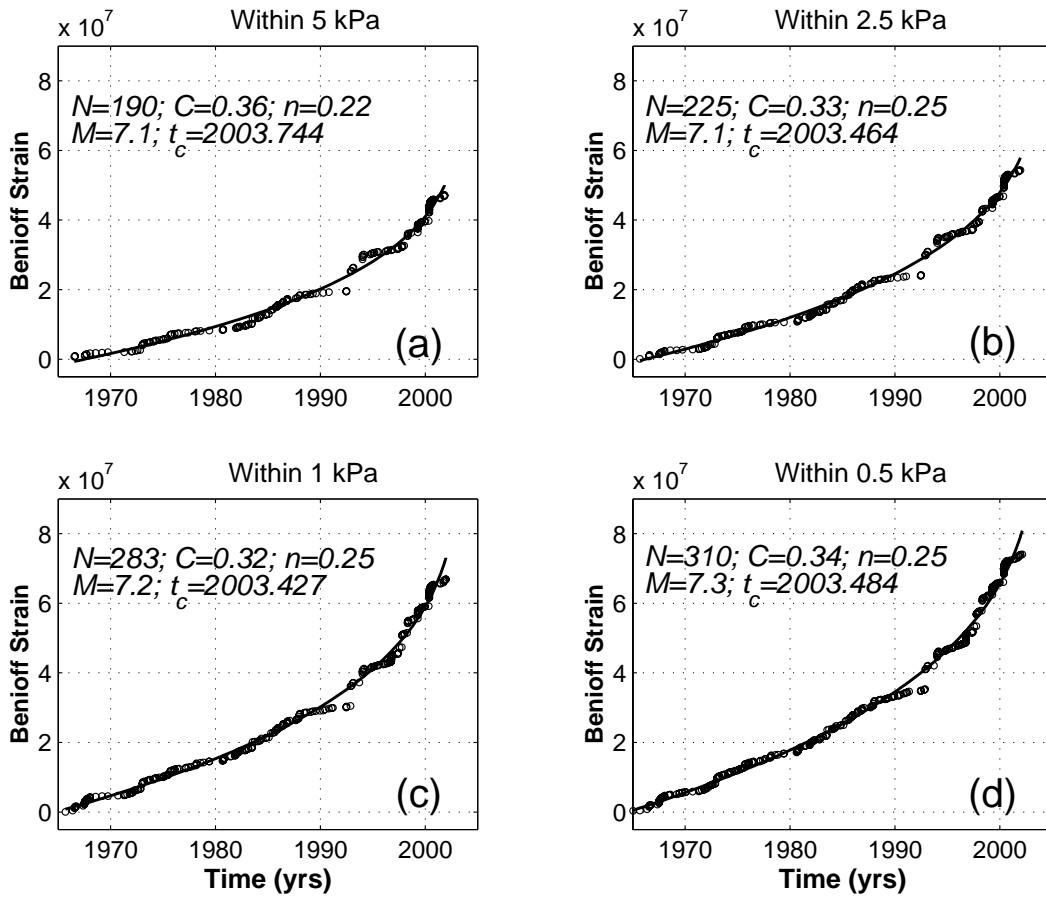 Within 5 kPa
x 10^7
Benioff Strain
8
6
4
2
0
N=190; C=0.36; n=0.22
M=7.1; t_c=2003.744
(a)
1970 1980 1990 2000
Within 2.5 kPa
x 10^7
Benioff Strain
8
6
4
2
0
N=225; C=0.33; n=0.25
M=7.1; t_c=2003.464
(b)
1970 1980 1990 2000
Within 1 kPa
x 10^7
Benioff Strain
8
6
4
2
0
N=283; C=0.32; n=0.25
M=7.2; t_c=2003.427
(c)
1970 1980 1990 2000
Time (yrs)
Within 0.5 kPa
x 10^7
Benioff Strain
8
6
4
2
0
N=310; C=0.34; n=0.25
M=7.3; t_c=2003.484
(d)
1970 1980 1990 2000
Time (yrs)